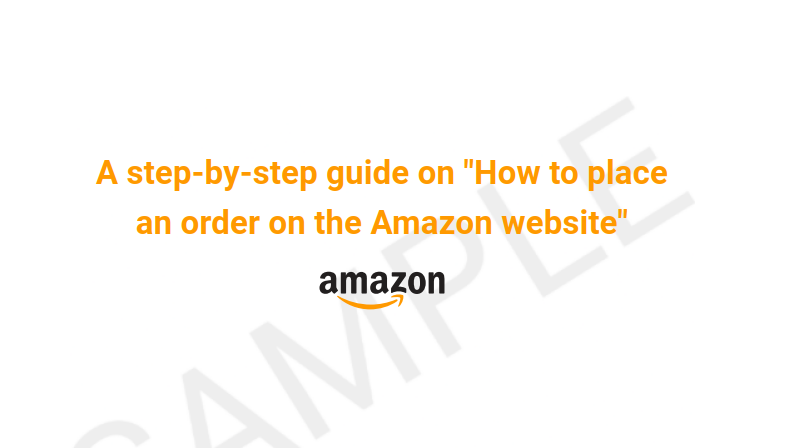 A step-by-step guide on "How to place
an order on the Amazon website"
amazon
SAMPLE